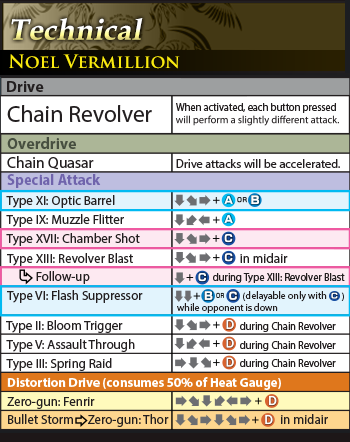 Technical
NOEL VERMILLION
Drive
Chain Revolver When activated, each button pressed
will perform a slightly different attack.
Overdrive
Chain Quasar Drive attacks will be accelerated.
Special Attack
Type XI: Optic Barrel ⬇⬊➡+A OR B
Type IX: Muzzle Flitter ⬇⬋⬅+A
Type XVII: Chamber Shot ⬇⬊➡+C
Type XIII: Revolver Blast ⬇⬊➡+C in midair
Follow-up ⬇+C during Type XIII: Revolver Blast
Type VI: Flash Suppressor ⬇⬇+B OR C (delayable only with C)
while opponent is down
Type II: Bloom Trigger ⬇⬊➡+D during Chain Revolver
Type V: Assault Through ⬇⬋⬅+D during Chain Revolver
Type III: Spring Raid ➡⬇⬊+D during Chain Revolver
Distortion Drive (consumes 50% of Heat Gauge)
Zero-gun: Fenrir ➡⬊⬇⬋⬅➡+D
Bullet Storm⇨Zero-gun: Thor ⬇⬊➡⬇⬊➡+D in midair